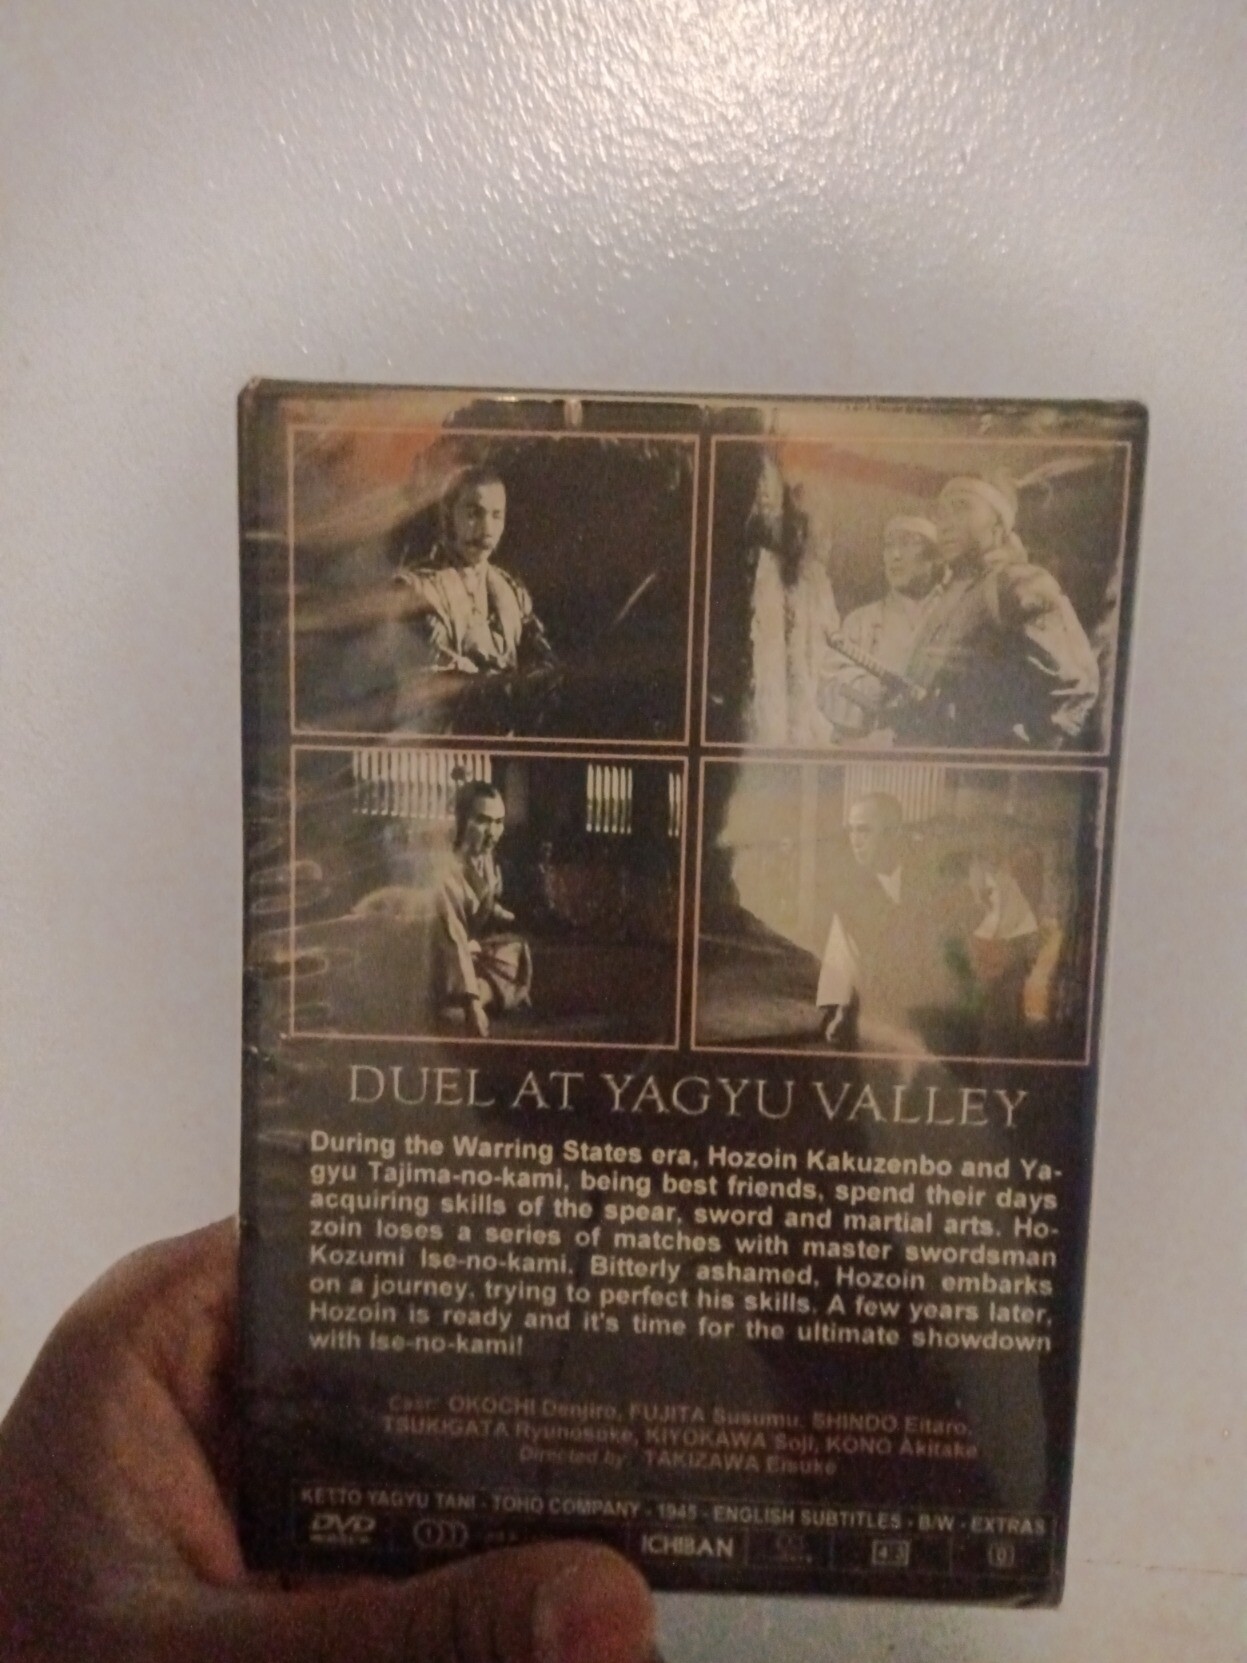 DUEL AT YAGYU VALLEY
During the Warring States era, Hozoin Kakuzenbo and Ya-
gyu Tajima-no-kami, being best friends, spend their days
acquiring skills of the spear, sword and martial arts. Ho-
zoin loses a series of matches with master swordsman
Kozumi Ise-no-kami. Bitterly ashamed, Hozoin embarks
on a journey, trying to perfect his skills. A few years later,
Hozoin is ready and it's time for the ultimate showdown
with Ise-no-kami!
Cast: OKOCHI Denjiro, FUJITA Susumu, SHINDO Eitaro,
TSUKIGATA Ryunosuke, KIYOKAWA Soji, KONO Akitake
Directed by: TAKIZAWA Eisuke
KETTO YAGYU TANI - TOHO COMPANY - 1945 - ENGLISH SUBTITLES - B/W - EXTRAS
DVD ICHIBAN 4:3 0